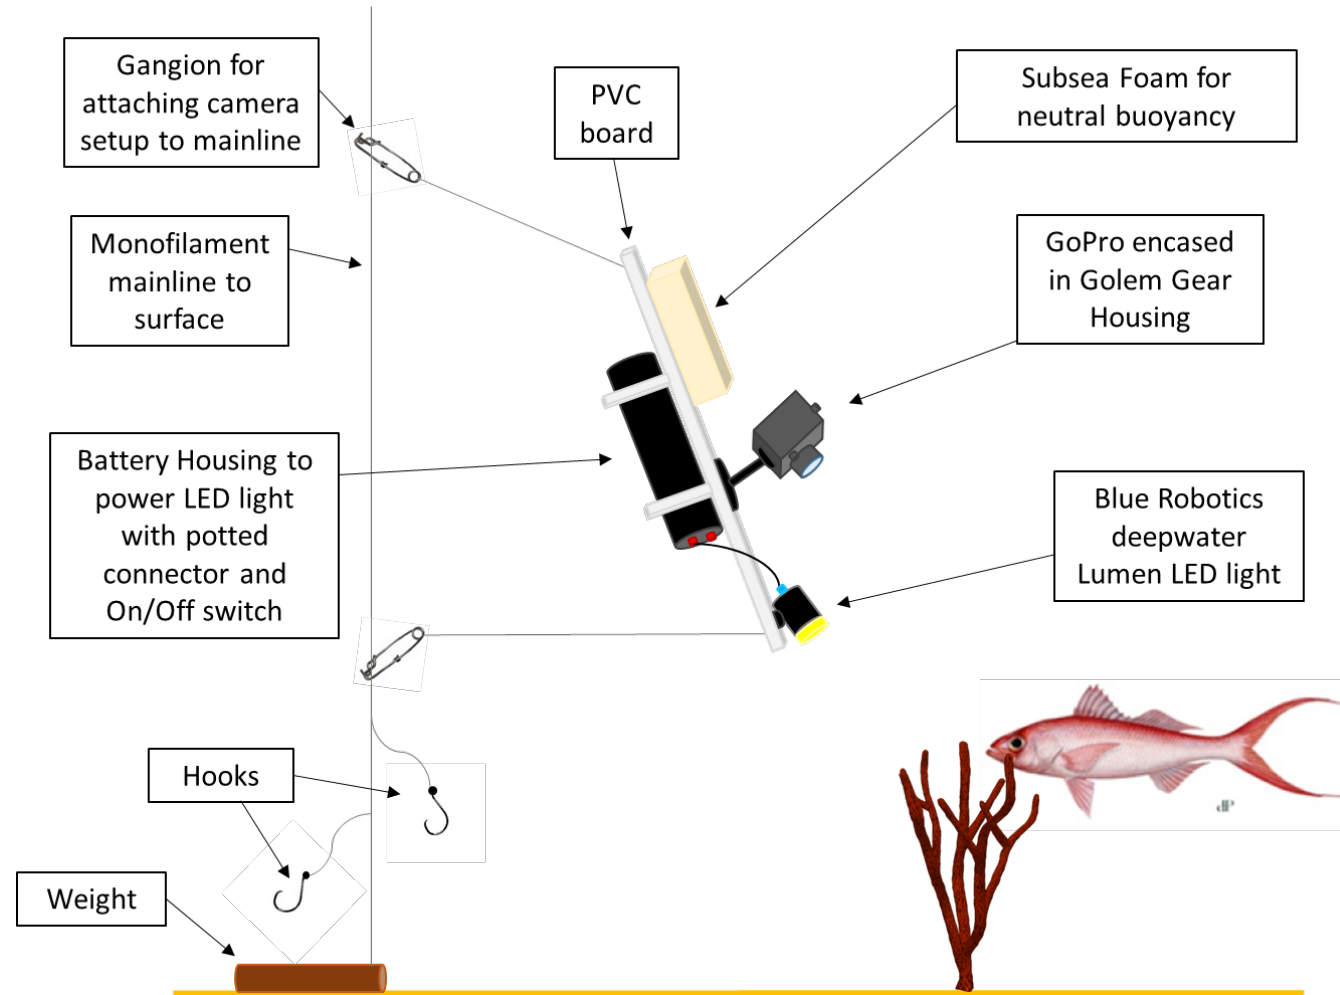 Gangion for
attaching camera
setup to mainline
PVC
board
Subsea Foam for
neutral buoyancy
Monofilament
mainline to
surface
GoPro encased
in Golem Gear
Housing
Battery Housing to
power LED light
with potted
connector and
On/Off switch
Blue Robotics
deepwater
Lumen LED light
Hooks
Weight
dP